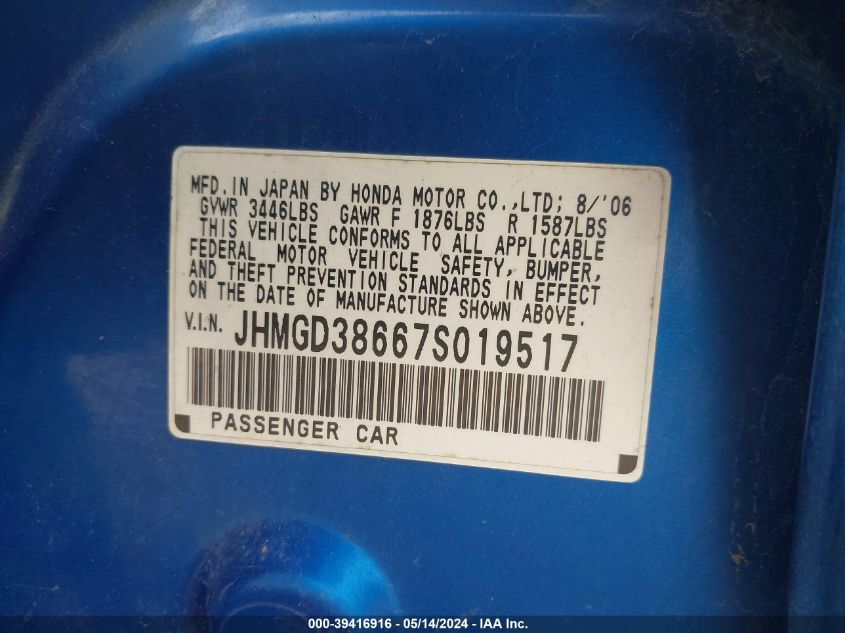 MFD. IN JAPAN BY HONDA MOTOR CO.,LTD; 8/'06
GVWR 3446LBS GAWR F 1876LBS R 1587LBS
THIS VEHICLE CONFORMS TO ALL APPLICABLE
FEDERAL MOTOR VEHICLE SAFETY, BUMPER,
AND THEFT PREVENTION STANDARDS IN EFFECT
ON THE DATE OF MANUFACTURE SHOWN ABOVE.
V.I.N. JHMGD38667S019517
PASSENGER CAR
000-39416916 - 05/14/2024 - IAA Inc.